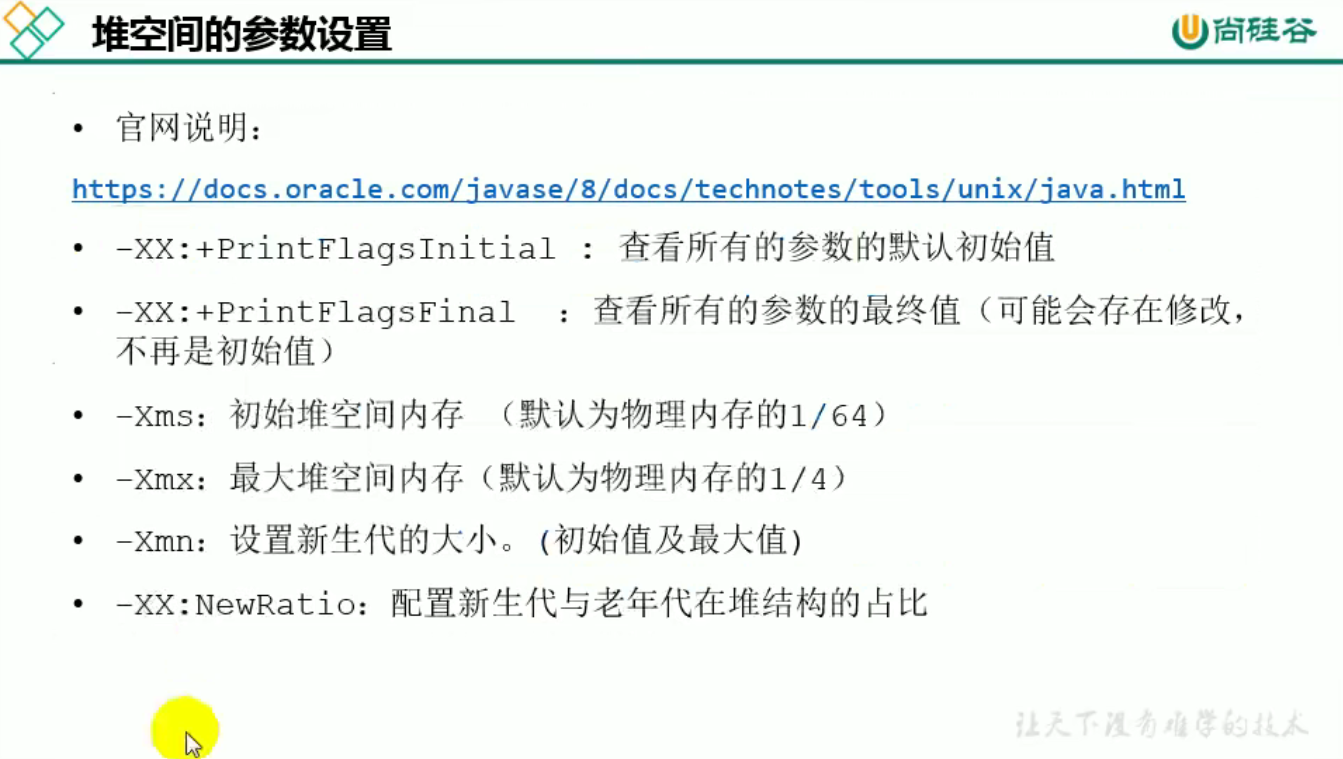 堆空间的参数设置
尚硅谷
• 官网说明：
https://docs.oracle.com/javase/8/docs/technotes/tools/unix/java.html
• -XX:+PrintFlagsInitial : 查看所有的参数的默认初始值
• -XX:+PrintFlagsFinal ：查看所有的参数的最终值（可能会存在修改，
不再是初始值）
• -Xms：初始堆空间内存 （默认为物理内存的1/64）
• -Xmx：最大堆空间内存（默认为物理内存的1/4）
• -Xmn：设置新生代的大小。(初始值及最大值)
• -XX:NewRatio：配置新生代与老年代在堆结构的占比
让天下没有难学的技术